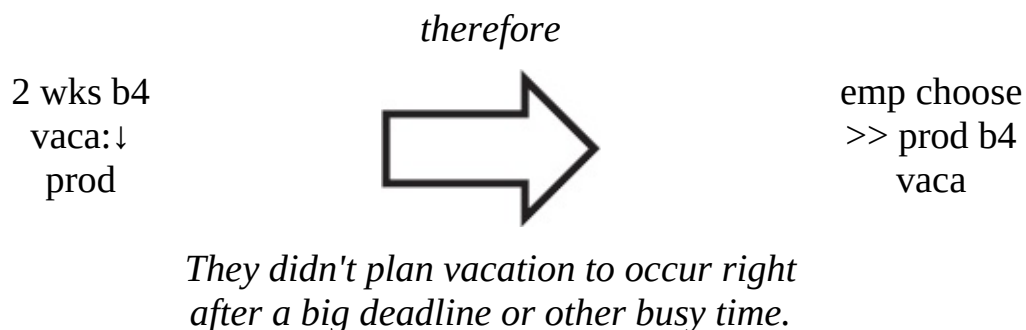 therefore
2 wks b4
vaca:↓
prod
emp choose
>> prod b4
vaca
They didn't plan vacation to occur right
after a big deadline or other busy time.